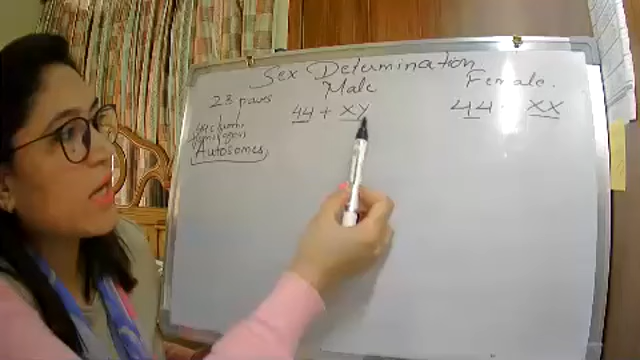 Sex Determination
Male
Female.
23 pairs
44 + XY
44 XX
Autosomes